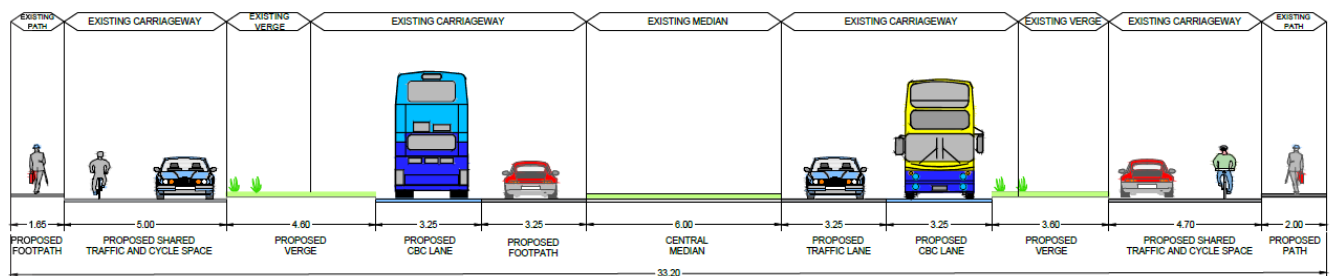 EXISTING
PATH
EXISTING CARRIAGEWAY
EXISTING
VERGE
EXISTING CARRIAGEWAY
EXISTING MEDIAN
EXISTING CARRIAGEWAY
EXISTING VERGE
EXISTING CARRIAGEWAY
EXISTING
PATH
1.65
5.00
4.60
3.25
3.25
6.00
3.25
3.25
3.60
4.70
2.00
PROPOSED
FOOTPATH
PROPOSED SHARED
TRAFFIC AND CYCLE SPACE
PROPOSED
VERGE
PROPOSED
CBC LANE
PROPOSED
FOOTPATH
CENTRAL
MEDIAN
PROPOSED
TRAFFIC LANE
PROPOSED
CBC LANE
PROPOSED
VERGE
PROPOSED SHARED
TRAFFIC AND CYCLE SPACE
PROPOSED
PATH
33.20